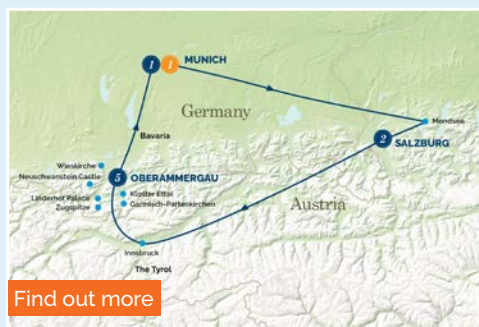 1
1
MUNICH
Germany
Mondsee
Bavaria
2
SALZBURG
Wieskirche
Neuschwanstein Castle
5
OBERAMMERGAU
Linderhof Palace
Zugspitze
Kloster Ettal
Garmisch-Partenkirchen
Austria
Innsbruck
The Tyrol
Find out more